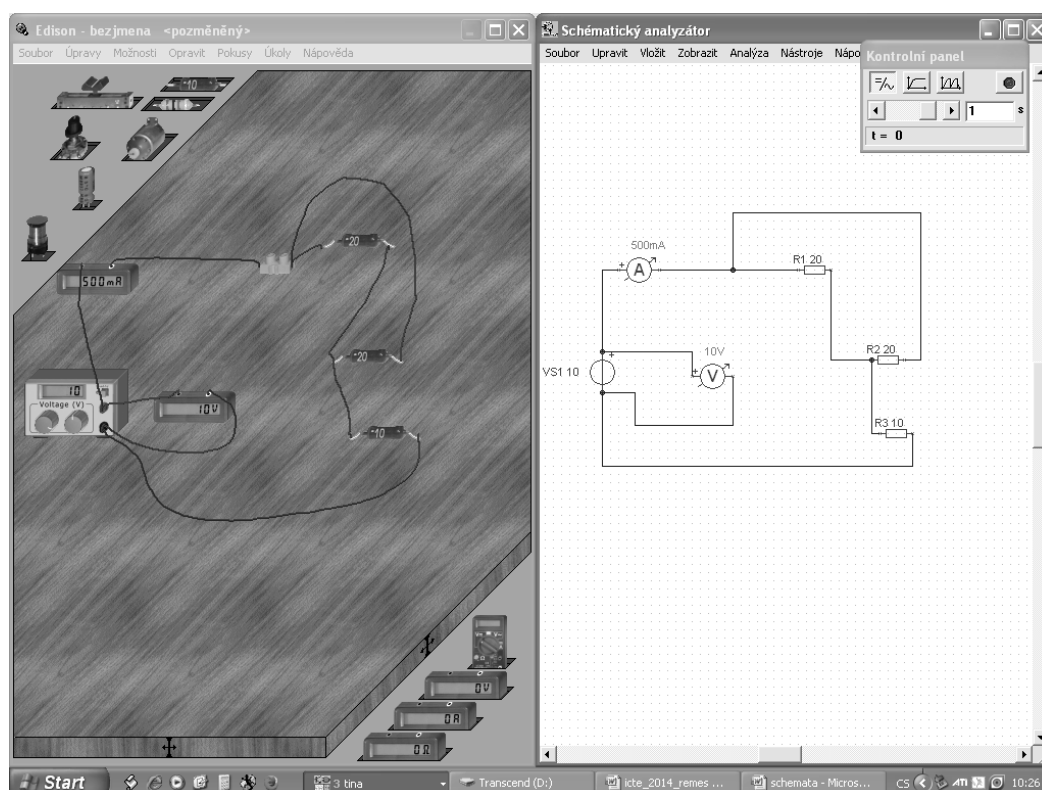 Edison - bezjmena <pozměněný>
Soubor Úpravy Možnosti Opravit Pokusy Úkoly Nápověda
10
20
500mA
20
10
Voltage (V)
10V
10
0V
0A
0Ω
Schématický analyzátor
Soubor Upravit Vložit Zobrazit Analýza Nástroje Nápo
Kontrolní panel
=/~
1 s
t = 0
500mA
+
A
R1 20
10V
+
V
R2 20
VS1 10
+
R3 10
Start
3 tina
Transcend (D:)
icte_2014_remes ...
schemata - Micros...
CS
ATI
10:26